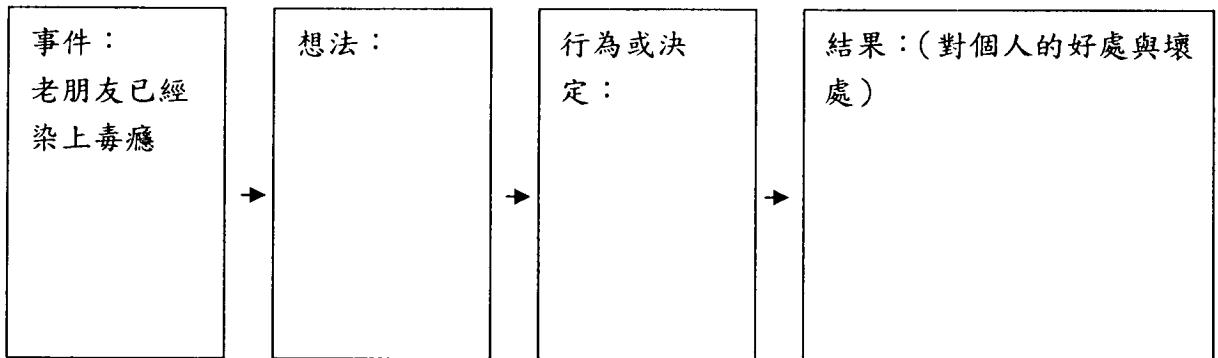 事件：
老朋友已經
染上毒癮
想法：
行為或決
定：
結果：(對個人的好處與壞
處)